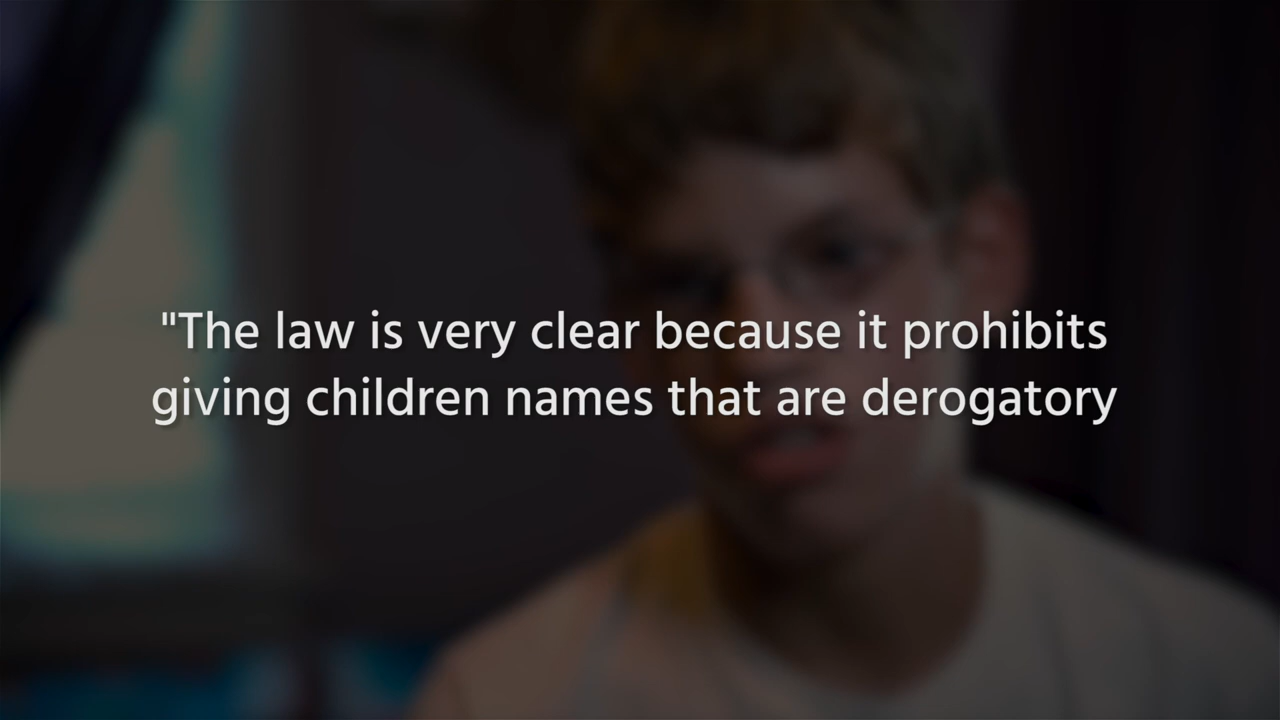 "The law is very clear because it prohibits
giving children names that are derogatory